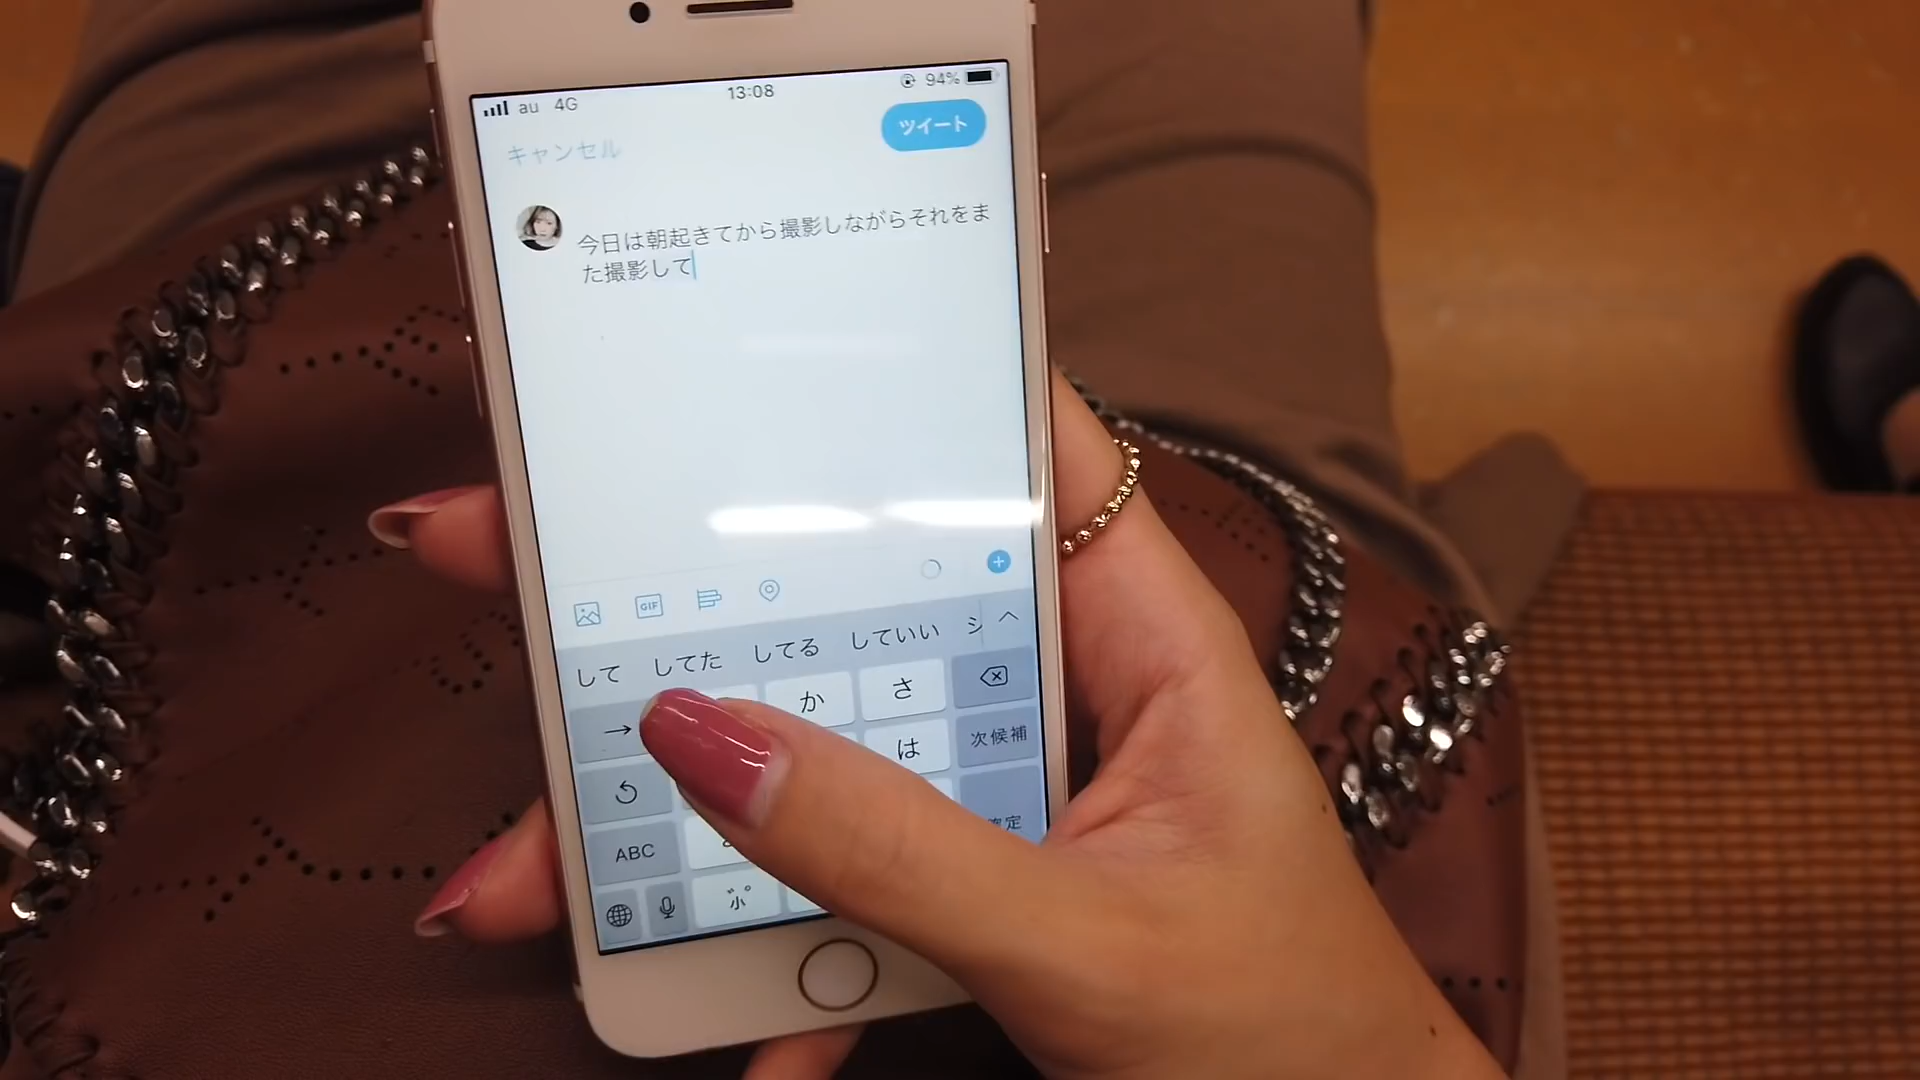 au 4G 13:08 94%
キャンセル ツイート
今日は朝起きてから撮影しながらそれをま
た撮影して
GIF
して してた してる していい シ
→ か さ
は 次候補
ABC 定
小